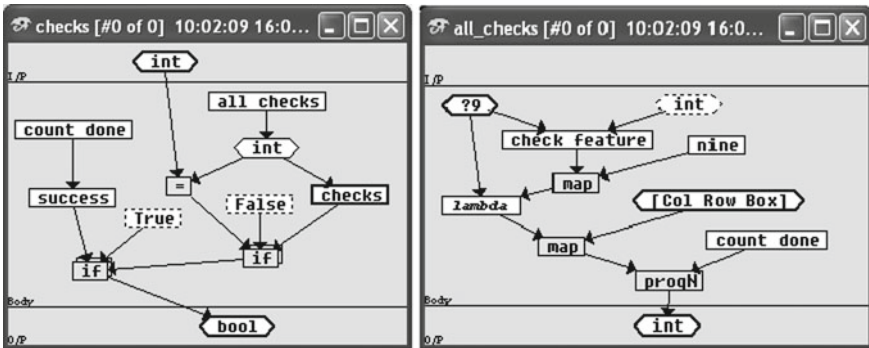 checks [#0 of 0] 10:02:09 16:0...
int
I/P
all checks
count done
int
=
checks
success
False
True
if
if
Body
bool
O/P
all_checks [#0 of 0] 10:02:09 16:0...
I/P
?9
int
check feature
nine
map
lambda
[Col Row Box]
map
count done
progN
Body
int
O/P